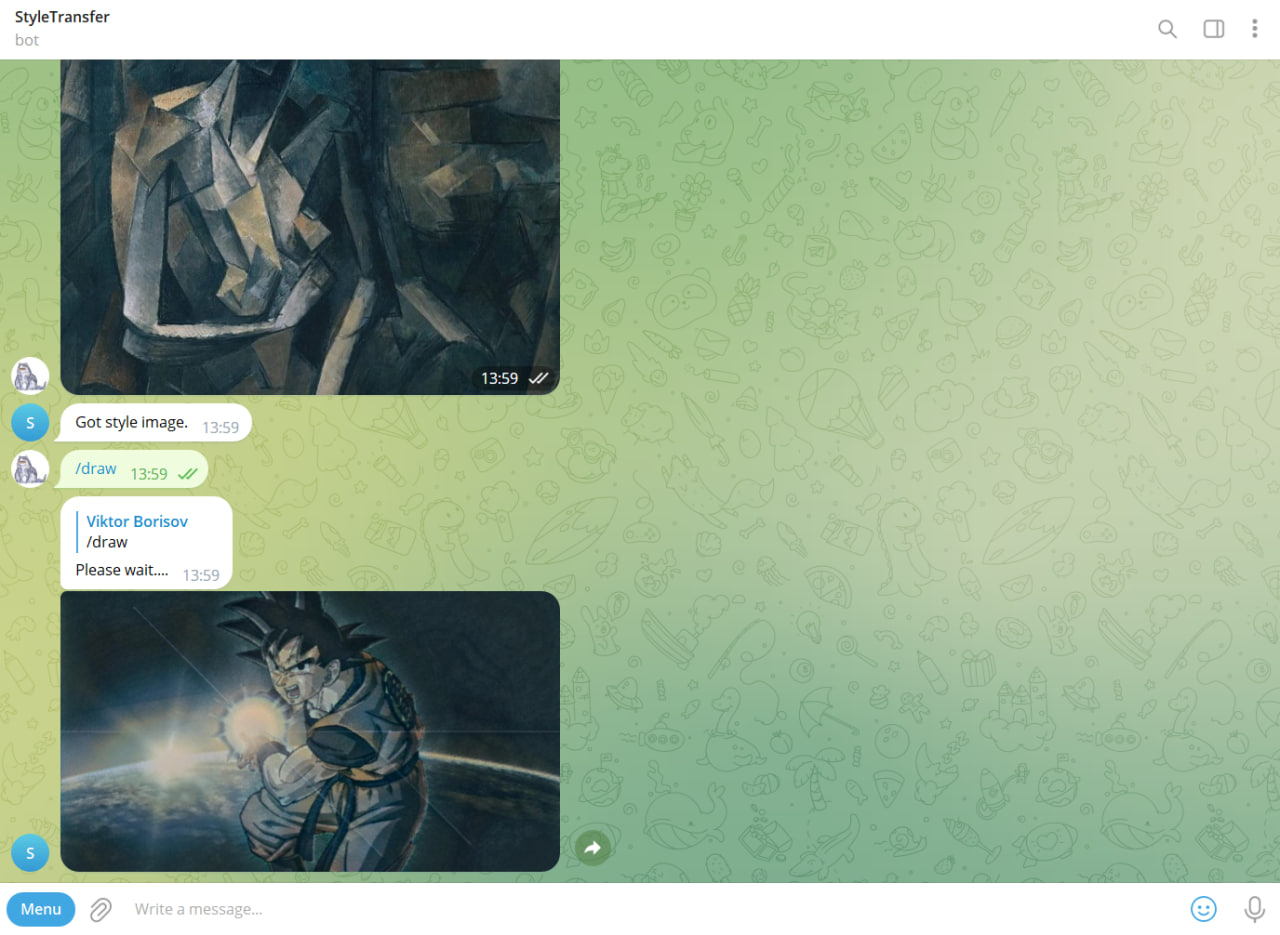 StyleTransfer
bot
13:59
S
Got style image. 13:59
/draw 13:59
Viktor Borisov
/draw
Please wait.... 13:59
S
Menu
Write a message...